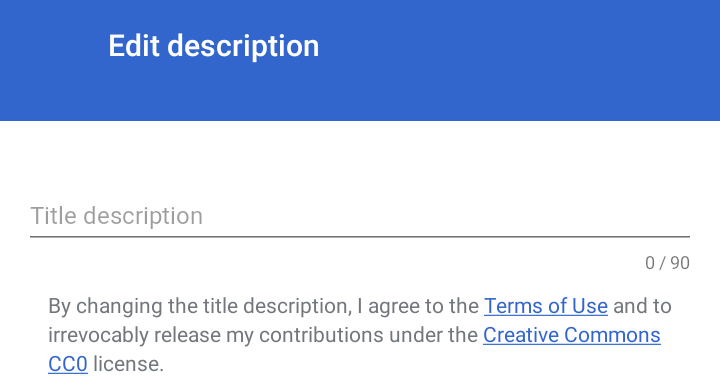 Edit description
Title description
0 / 90
By changing the title description, I agree to the Terms of Use and to
irrevocably release my contributions under the Creative Commons
CC0 license.